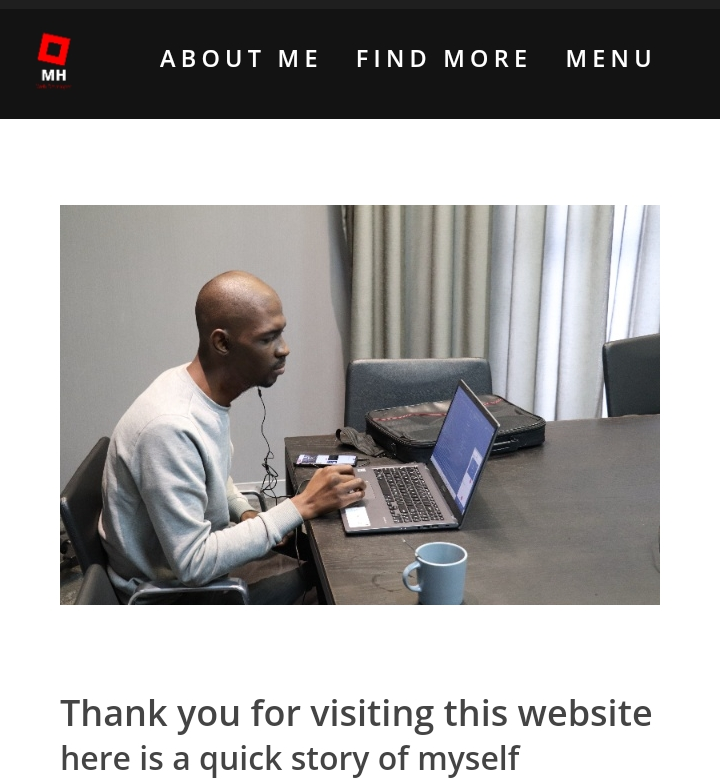 MH
ABOUT ME FIND MORE MENU
Thank you for visiting this website
here is a quick story of myself